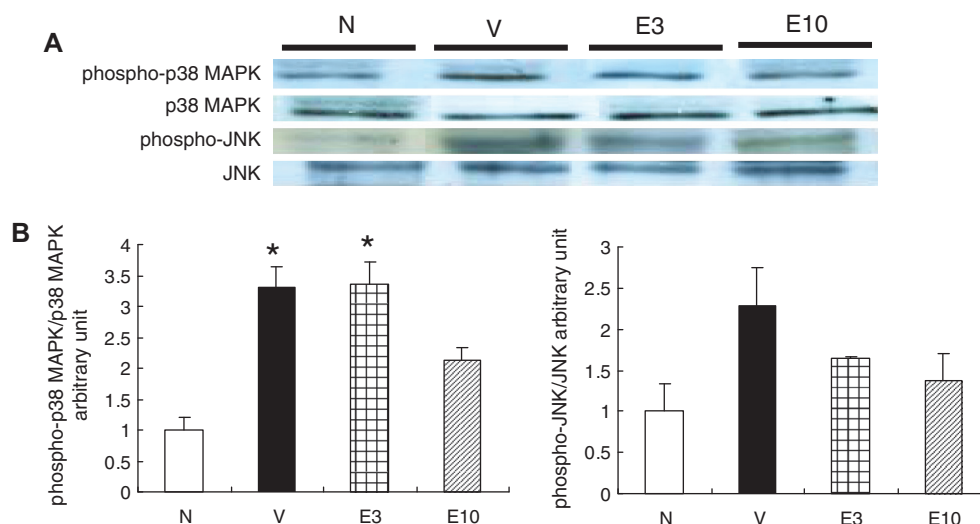 A
N V E3 E10
phospho-p38 MAPK
p38 MAPK
phospho-JNK
JNK
B
phospho-p38 MAPK/p38 MAPK
arbitrary unit
4
3.5
3
2.5
2
1.5
1
0.5
0
* *
N V E3 E10
phospho-JNK/JNK arbitrary unit
3
2.5
2
1.5
1
0.5
0
N V E3 E10